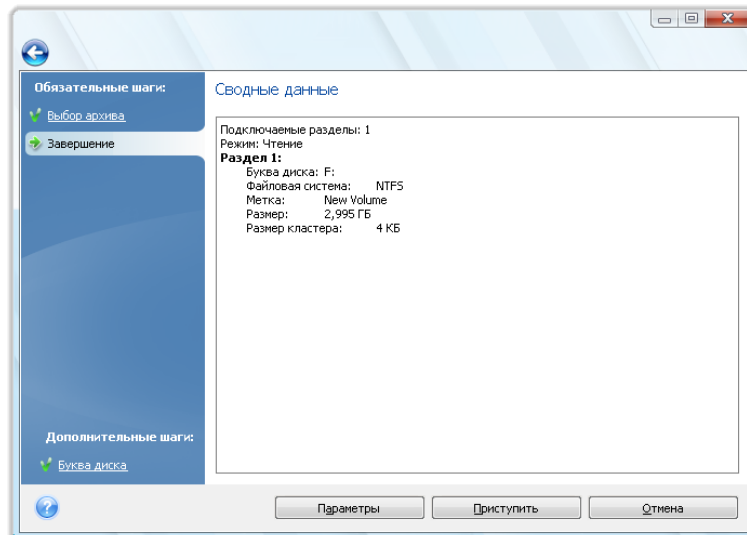 Обязательные шаги:
Выбор архива
Завершение
Сводные данные
Подключаемые разделы: 1
Режим: Чтение
Раздел 1:
Буква диска: F:
Файловая система: NTFS
Метка: New Volume
Размер: 2,995 ГБ
Размер кластера: 4 КБ
Дополнительные шаги:
Буква диска
Параметры
Приступить
Отмена